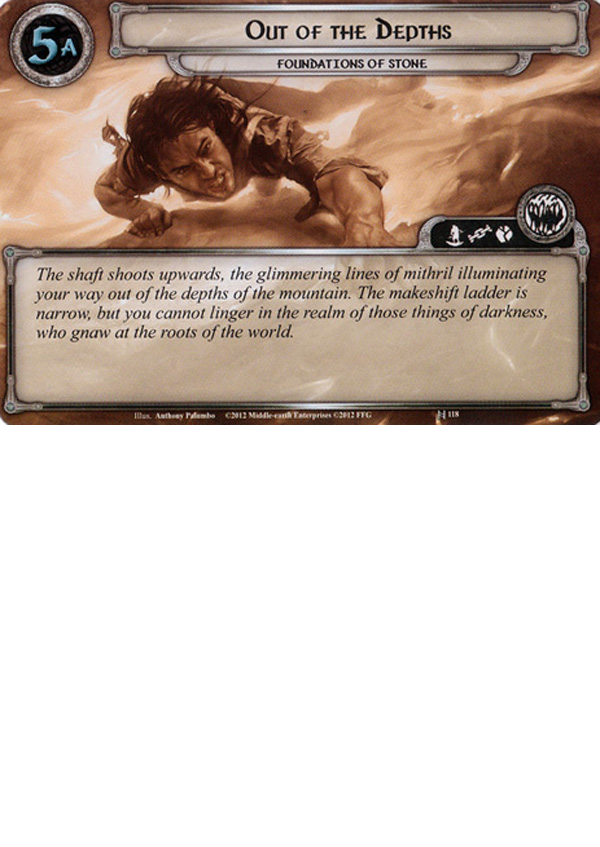 5A
Out of the Depths
Foundations of Stone
The shaft shoots upwards, the glimmering lines of mithril illuminating
your way out of the depths of the mountain. The makeshift ladder is
narrow, but you cannot linger in the realm of those things of darkness,
who gnaw at the roots of the world.
Illus. Anthony Palumbo ©2012 Middle-earth Enterprises ©2012 FFG 118